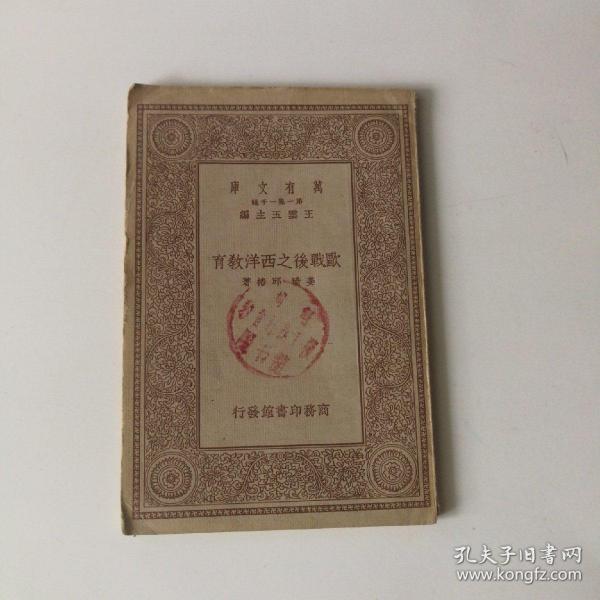 萬有文庫
第一集一千種
王雲五主編
歐戰後之西洋教育
姜琦 邱椿著
商務印書館發行
孔夫子旧书网
www.kongfz.com